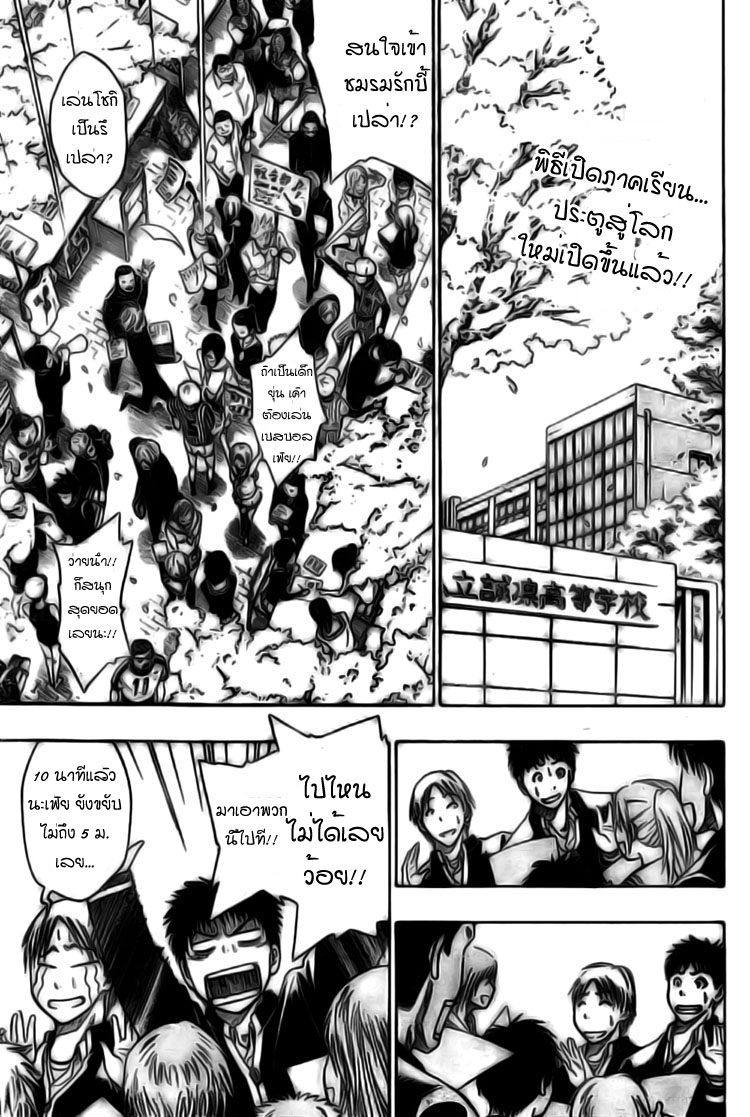 พิธีเปิดภาคเรียน...
ประตูสู่โลก
ใหม่เปิดขึ้นแล้ว!!
立誠凛高等学校
สนใจเข้า
ชมรมรักบี้
เปล่า!?
เล่นโชกิ
เป็นรึ
เปล่า?
ถ้าเป็นเด็ก
ยุ่น เค้า
ต้องเล่น
เบสบอล
เฟ้ย!!
ว่ายน้ำ!!
ก็สนุก
สุดยอด
เลยนะ!!
11
ไปไหน
ไม่ได้เลย
ว้อย!!
มาเอาพวก
นี้ไปที!!
10 นาทีแล้ว
นะเฟ้ย ยังขยับ
ไม่ถึง 5 ม.
เลย...